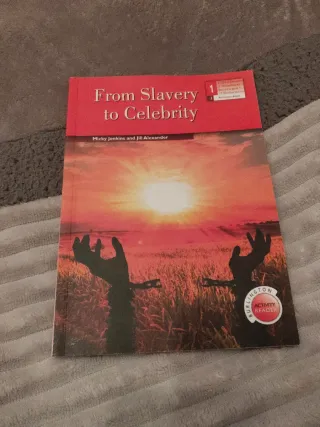 From Slavery
to Celebrity
1
Micky Jenkins and Jill Alexander
BURLINGTON
ACTIVITY
READER